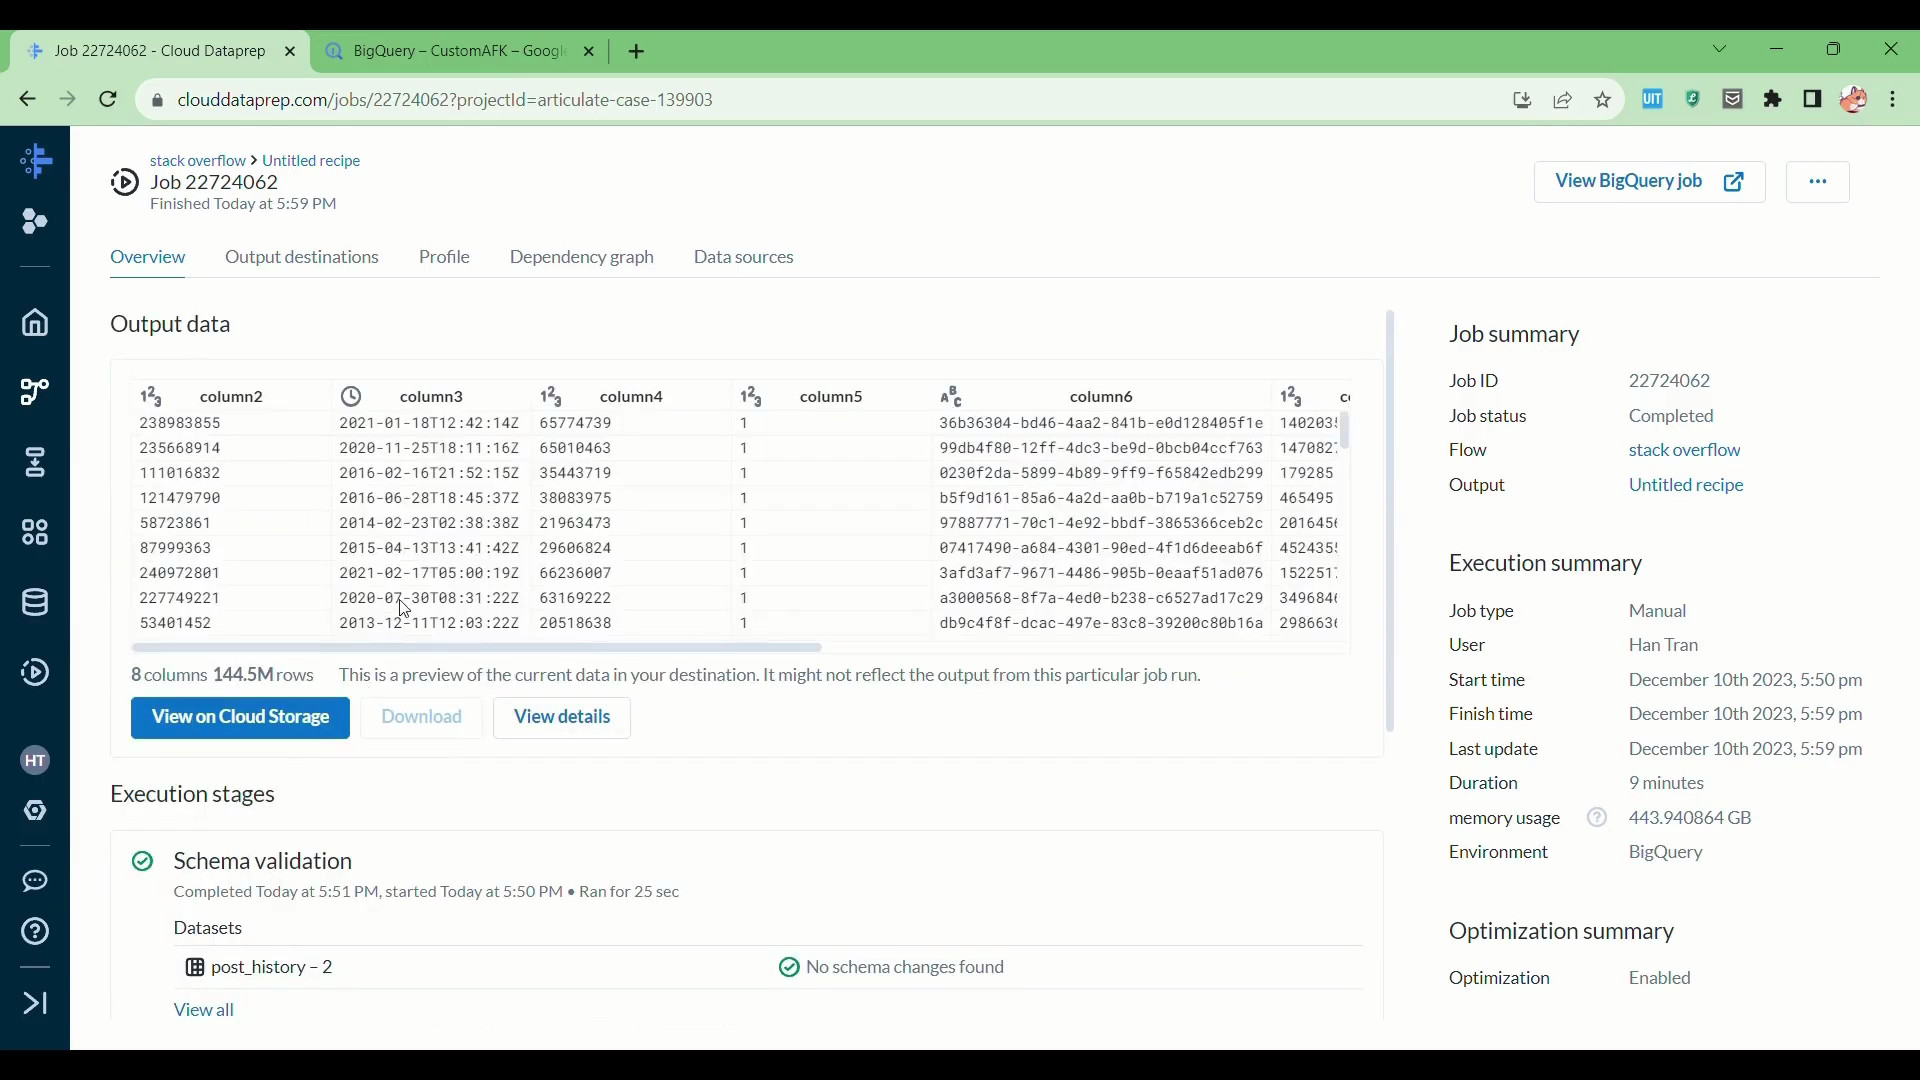 Job 22724062 - Cloud Dataprep
BigQuery – CustomAFK – Google
clouddataprep.com/jobs/22724062?projectId=articulate-case-139903
UIT
stack overflow > Untitled recipe
Job 22724062
Finished Today at 5:59 PM
View BigQuery job
...
Overview Output destinations Profile Dependency graph Data sources
Output data
column2 column3 column4 column5 column6
238983855 2021-01-18T12:42:14Z 65774739 1 36b36304-bd46-4aa2-841b-e0d128405f1e 140203
235668914 2020-11-25T18:11:16Z 65010463 1 99db4f80-12ff-4dc3-be9d-0bcb04ccf763 147082
111016832 2016-02-16T21:52:15Z 35443719 1 0230f2da-5899-4b89-9ff9-f65842edb299 179285
121479790 2016-06-28T18:45:37Z 38083975 1 b5f9d161-85a6-4a2d-aa0b-b719a1c52759 465495
58723861 2014-02-23T02:38:38Z 21963473 1 97887771-70c1-4e92-bbdf-3865366ceb2c 201645
87999363 2015-04-13T13:41:42Z 29606824 1 07417490-a684-4301-90ed-4f1d6deeab6f 452435
240972801 2021-02-17T05:00:19Z 66236007 1 3afd3af7-9671-4486-905b-0eaaf51ad076 152251
227749221 2020-07-30T08:31:22Z 63169222 1 a3000568-8f7a-4ed0-b238-c6527ad17c29 349684
53401452 2013-12-11T12:03:22Z 20518638 1 db9c4f8f-dcac-497e-83c8-39200c80b16a 298663
8 columns 144.5M rows This is a preview of the current data in your destination. It might not reflect the output from this particular job run.
View on Cloud Storage Download View details
Execution stages
Schema validation
Completed Today at 5:51 PM, started Today at 5:50 PM • Ran for 25 sec
Datasets
post_history – 2 No schema changes found
View all
Job summary
Job ID 22724062
Job status Completed
Flow stack overflow
Output Untitled recipe
Execution summary
Job type Manual
User Han Tran
Start time December 10th 2023, 5:50 pm
Finish time December 10th 2023, 5:59 pm
Last update December 10th 2023, 5:59 pm
Duration 9 minutes
memory usage ? 443.940864 GB
Environment BigQuery
Optimization summary
Optimization Enabled
HT